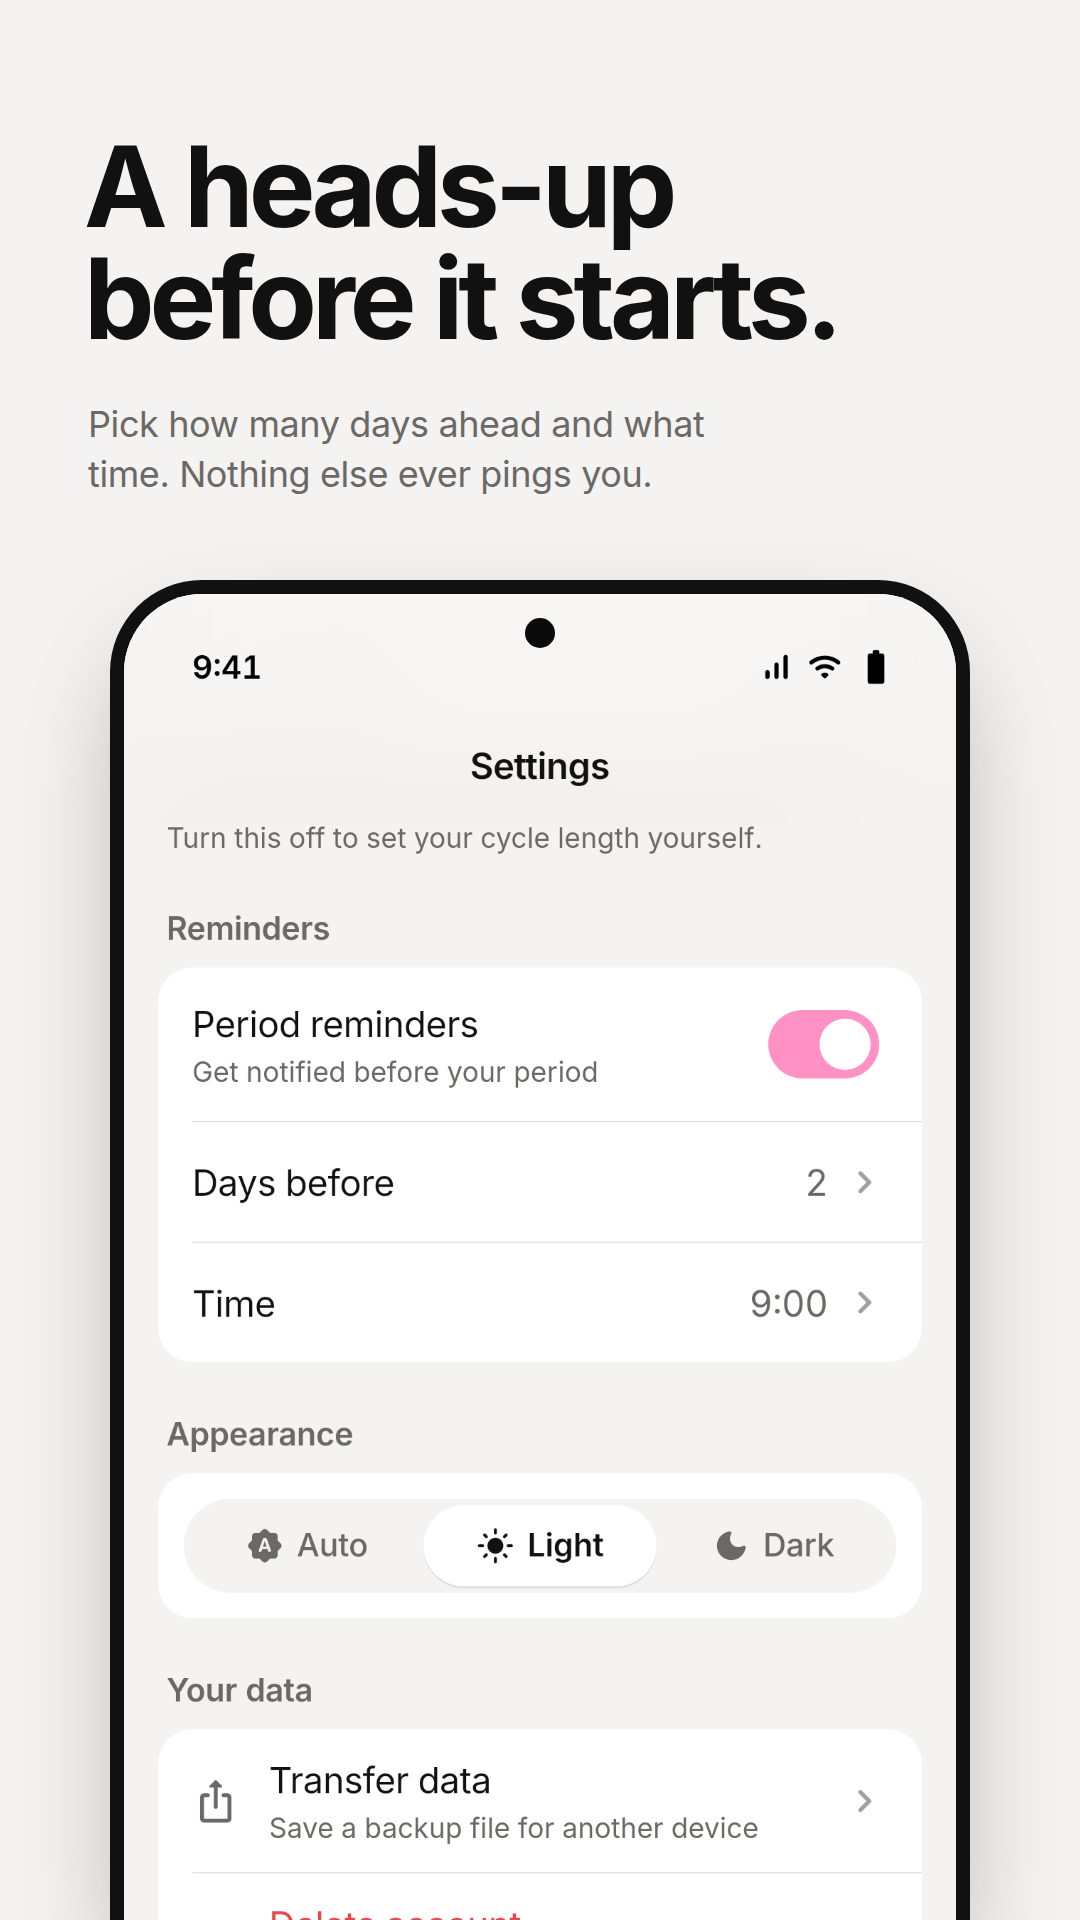 A heads-up
before it starts.
Pick how many days ahead and what
time. Nothing else ever pings you.
9:41
Settings
Turn this off to set your cycle length yourself.
Reminders
Period reminders
Get notified before your period
Days before 2
Time 9:00
Appearance
A Auto Light Dark
Your data
Transfer data
Save a backup file for another device
Delete account